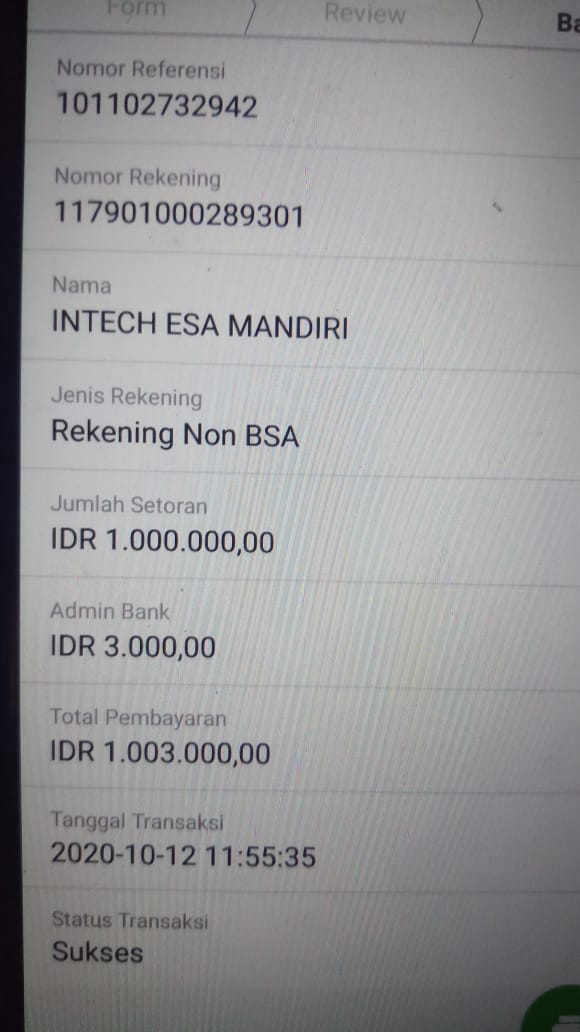 Form
Review
Ba
Nomor Referensi
101102732942
Nomor Rekening
117901000289301
Nama
INTECH ESA MANDIRI
Jenis Rekening
Rekening Non BSA
Jumlah Setoran
IDR 1.000.000,00
Admin Bank
IDR 3.000,00
Total Pembayaran
IDR 1.003.000,00
Tanggal Transaksi
2020-10-12 11:55:35
Status Transaksi
Sukses